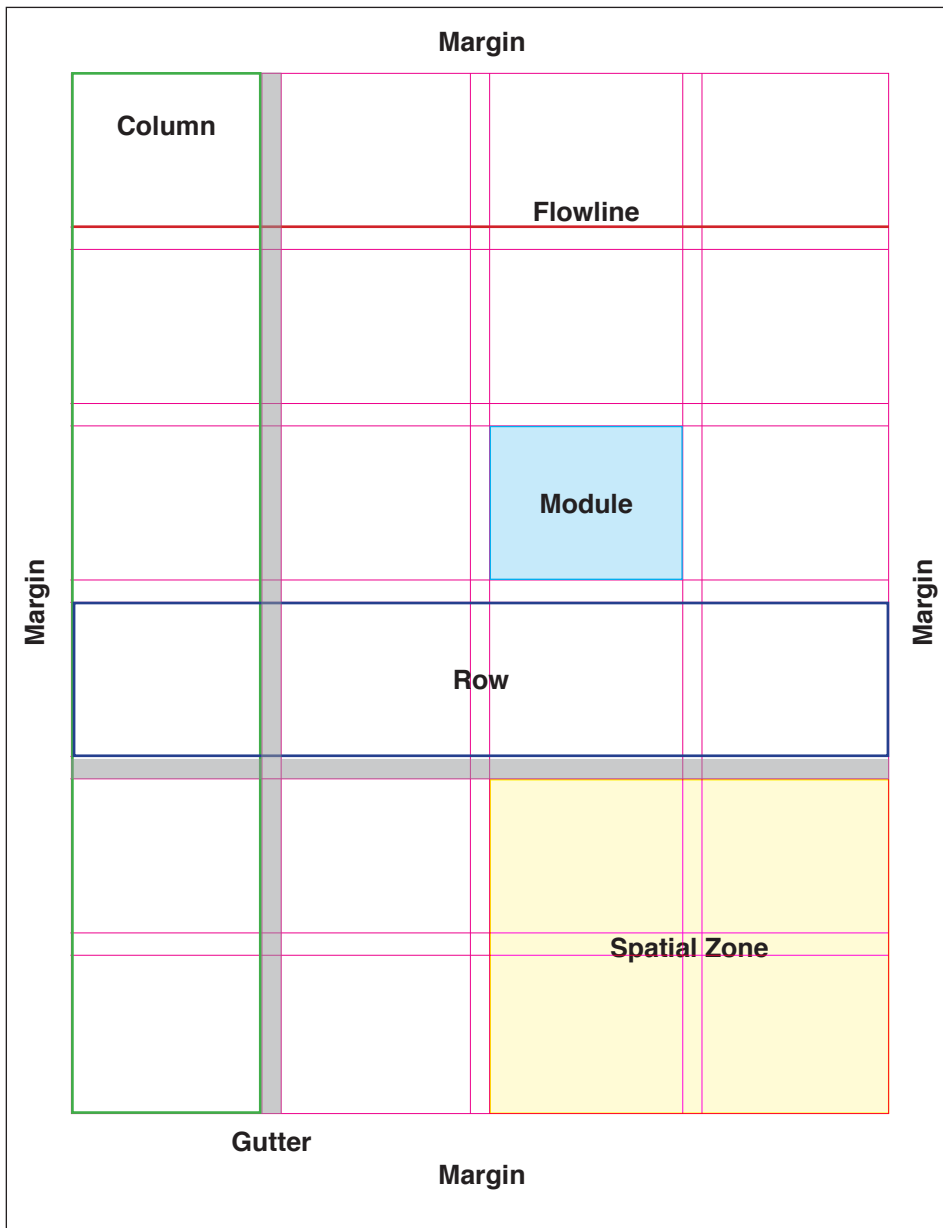 Margin
Column
Flowline
Module
Margin
Margin
Row
Spatial Zone
Gutter
Margin